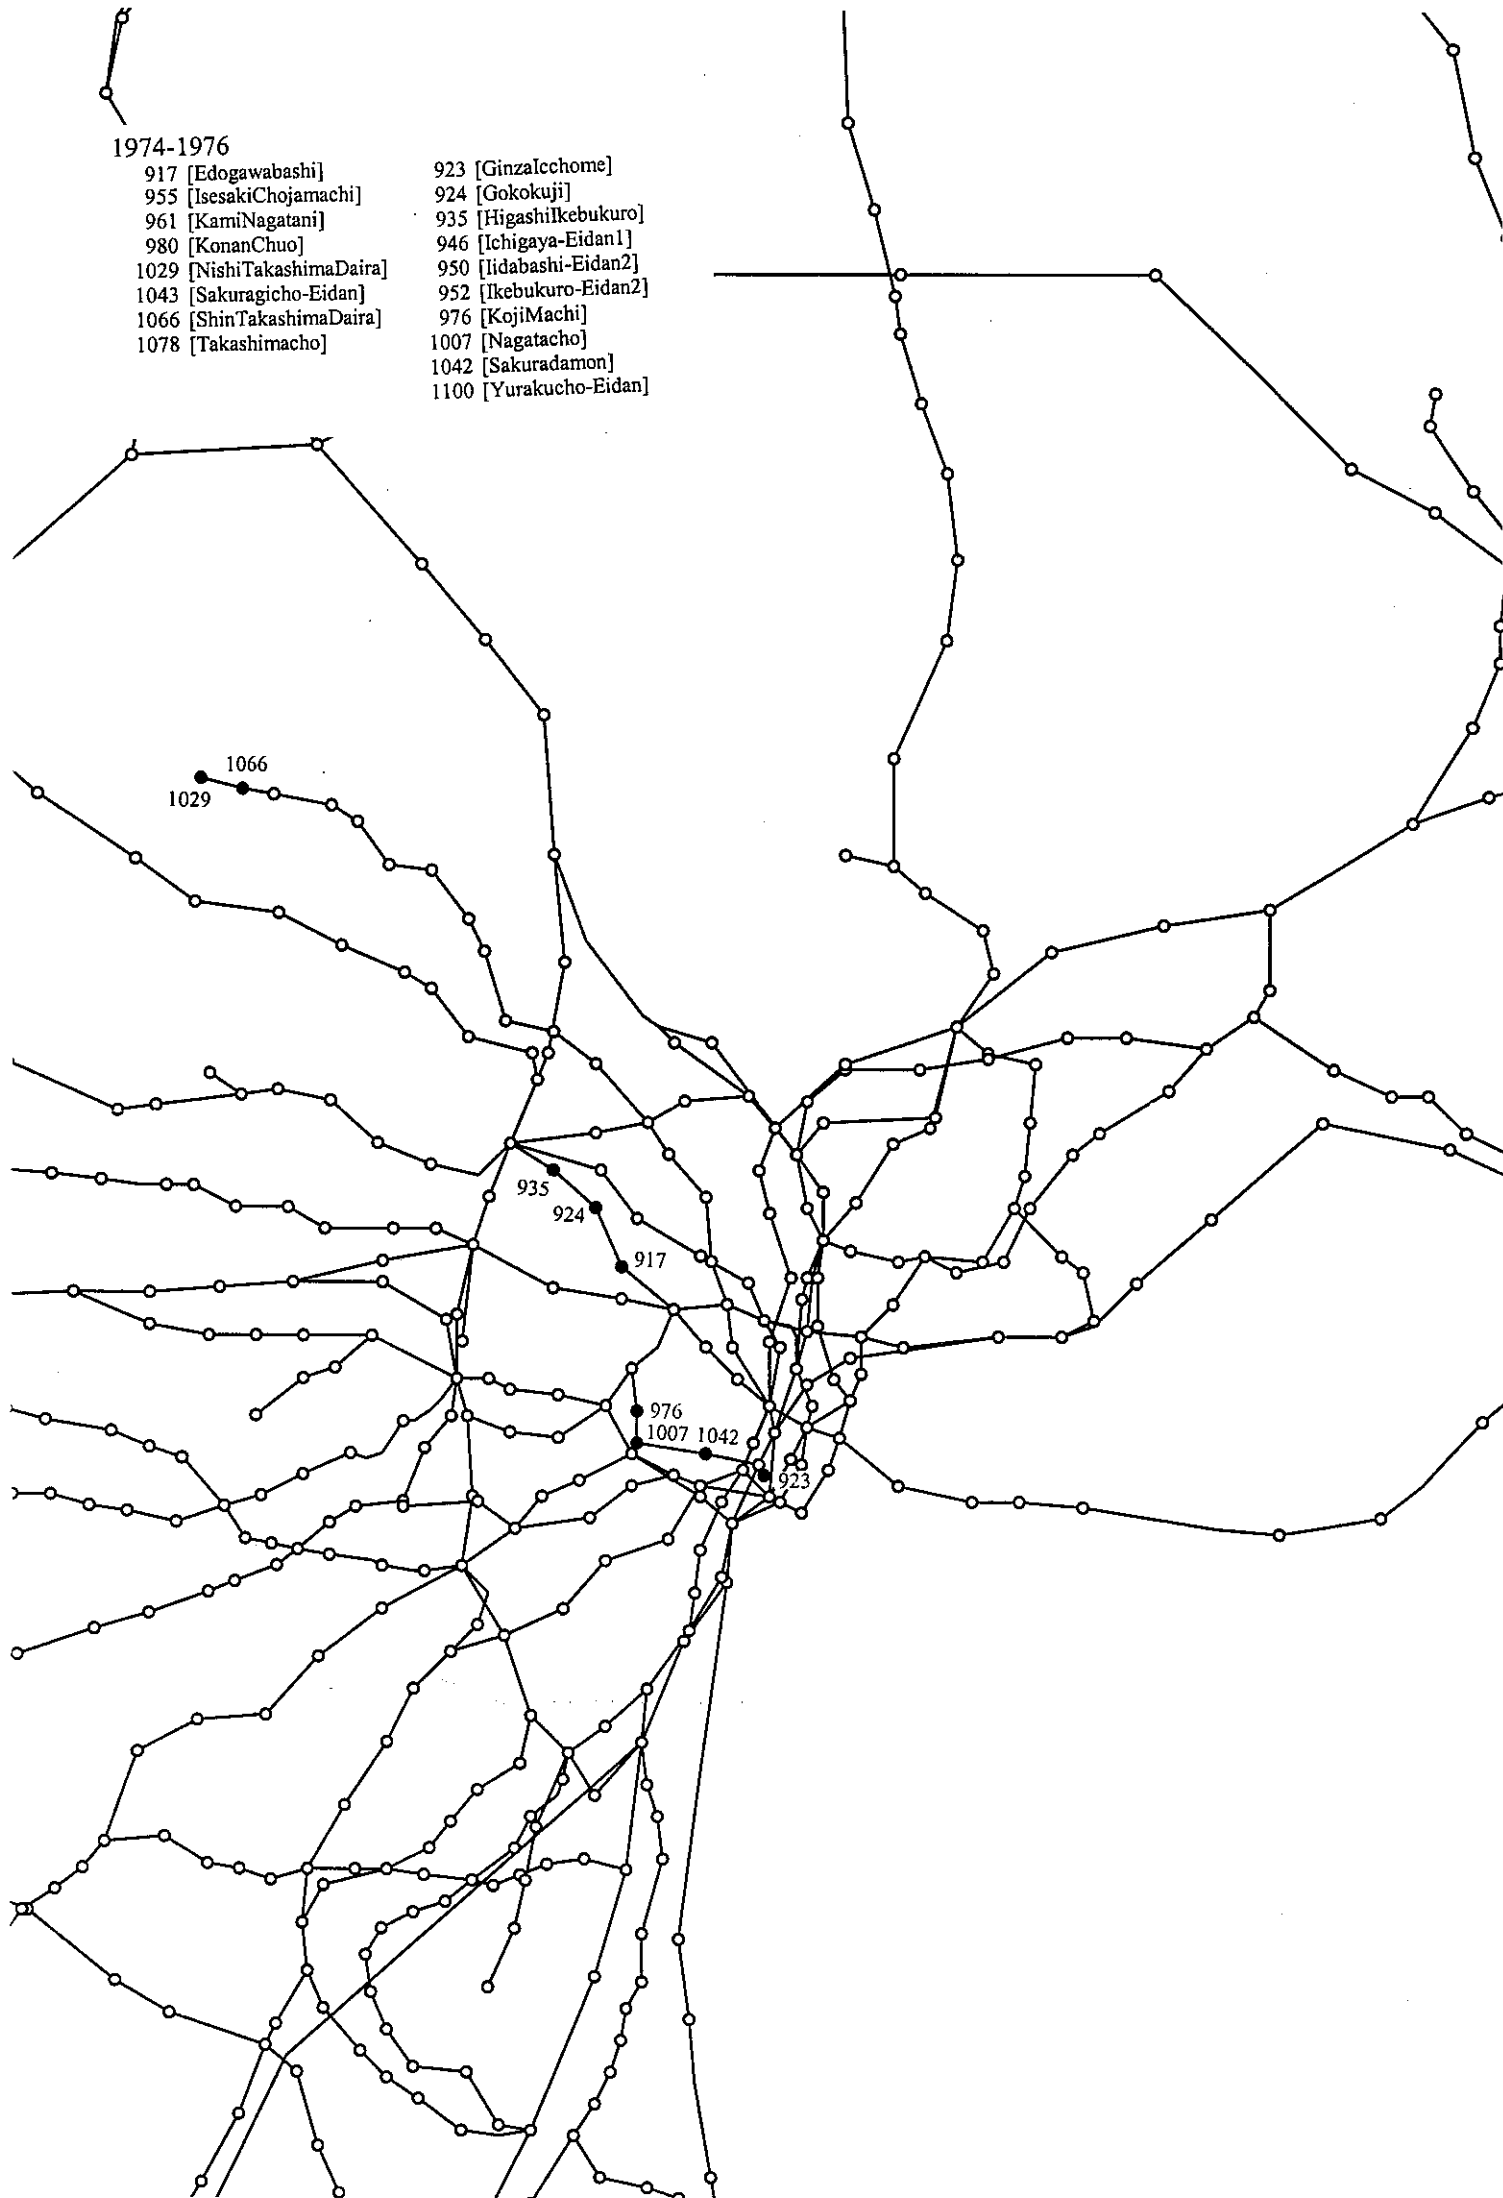 1974-1976
917 [Edogawabashi]
955 [IsesakiChojamachi]
961 [KamiNagatani]
980 [KonanChuo]
1029 [NishiTakashimaDaira]
1043 [Sakuragicho-Eidan]
1066 [ShinTakashimaDaira]
1078 [Takashimacho]
923 [GinzaIcchome]
924 [Gokokuji]
935 [HigashiIkebukuro]
946 [Ichigaya-Eidan1]
950 [Iidabashi-Eidan2]
952 [Ikebukuro-Eidan2]
976 [KojiMachi]
1007 [Nagatacho]
1042 [Sakuradamon]
1100 [Yurakucho-Eidan]
1066
1029
935
924
917
976
1007 1042
923